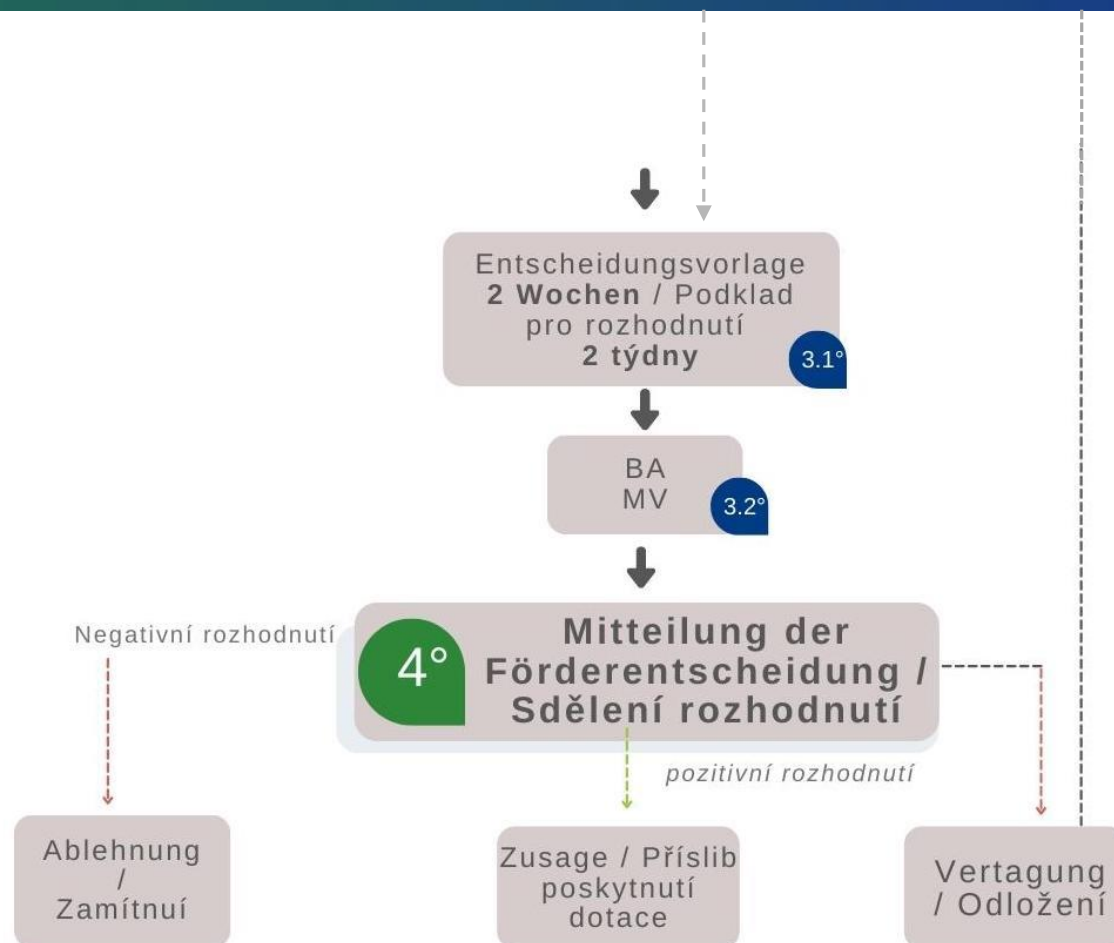 Entscheidungsvorlage
2 Wochen / Podklad
pro rozhodnutí
2 týdny
3.1°
BA
MV
3.2°
Negativní rozhodnutí
4°
Mitteilung der
Förderentscheidung /
Sdělení rozhodnutí
pozitivní rozhodnutí
Ablehnung
/
Zamítnuí
Zusage / Příslib
poskytnutí
dotace
Vertagung
/ Odložení